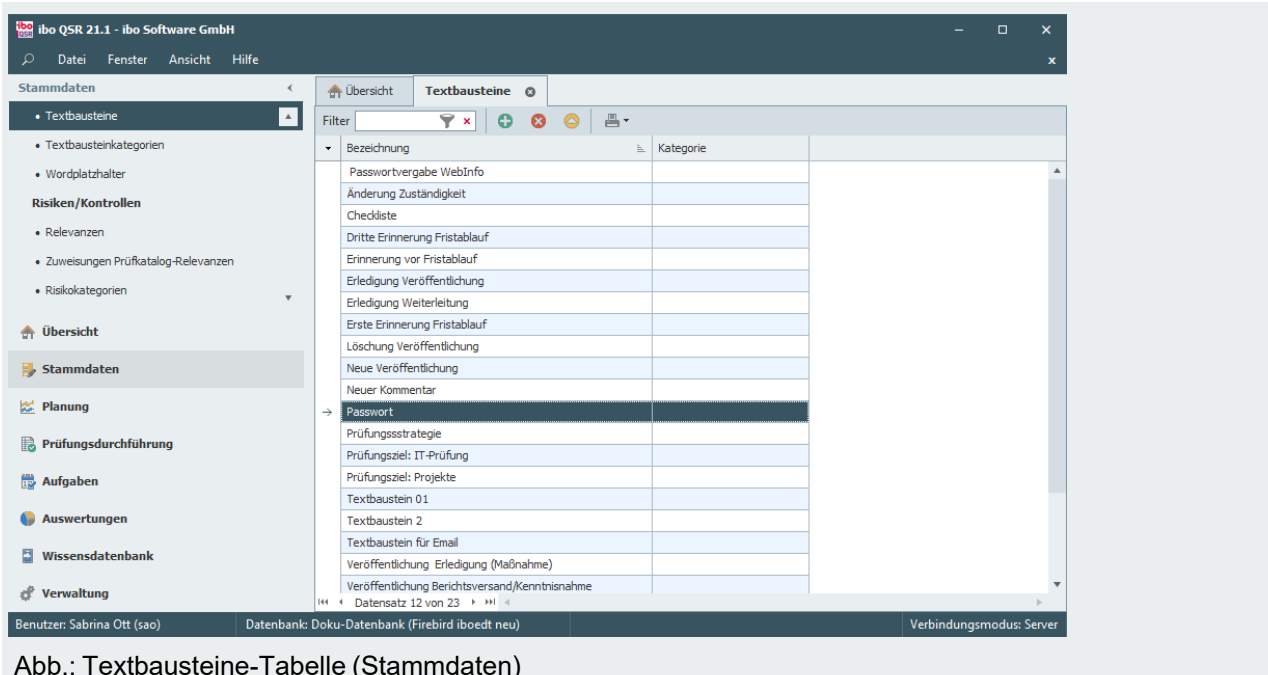 ibo QSR 21.1 - ibo Software GmbH
Datei Fenster Ansicht Hilfe
Stammdaten
Textbausteine
Textbausteinkategorien
Wordplatzhalter
Risiken/Kontrollen
Relevanzen
Zuweisungen Prüfkatalog-Relevanzen
Risikokategorien
Übersicht
Stammdaten
Planung
Prüfungsdurchführung
Aufgaben
Auswertungen
Wissensdatenbank
Verwaltung
Übersicht Textbausteine
Filter
Bezeichnung Kategorie
Passwortvergabe WebInfo
Änderung Zuständigkeit
Checkliste
Dritte Erinnerung Fristablauf
Erinnerung vor Fristablauf
Erledigung Veröffentlichung
Erledigung Weiterleitung
Erste Erinnerung Fristablauf
Löschung Veröffentlichung
Neue Veröffentlichung
Neuer Kommentar
Passwort
Prüfungssstrategie
Prüfungsziel: IT-Prüfung
Prüfungsziel: Projekte
Textbaustein 01
Textbaustein 2
Textbaustein für Email
Veröffentlichung Erledigung (Maßnahme)
Veröffentlichung Berichtsversand/Kenntnisnahme
Datensatz 12 von 23
Benutzer: Sabrina Ott (sao) Datenbank: Doku-Datenbank (Firebird iboedt neu) Verbindungsmodus: Server
Abb.: Textbausteine-Tabelle (Stammdaten)